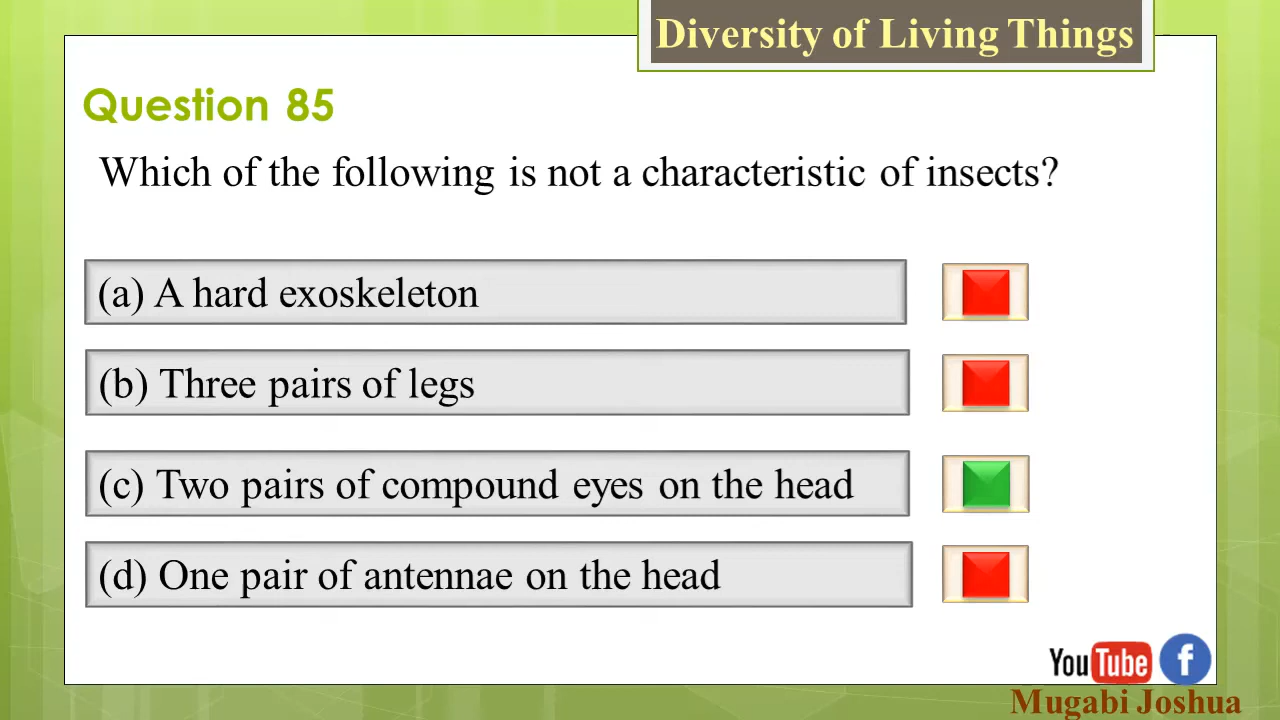 Diversity of Living Things
Question 85
Which of the following is not a characteristic of insects?
(a) A hard exoskeleton
(b) Three pairs of legs
(c) Two pairs of compound eyes on the head
(d) One pair of antennae on the head
YouTube f
Mugabi Joshua